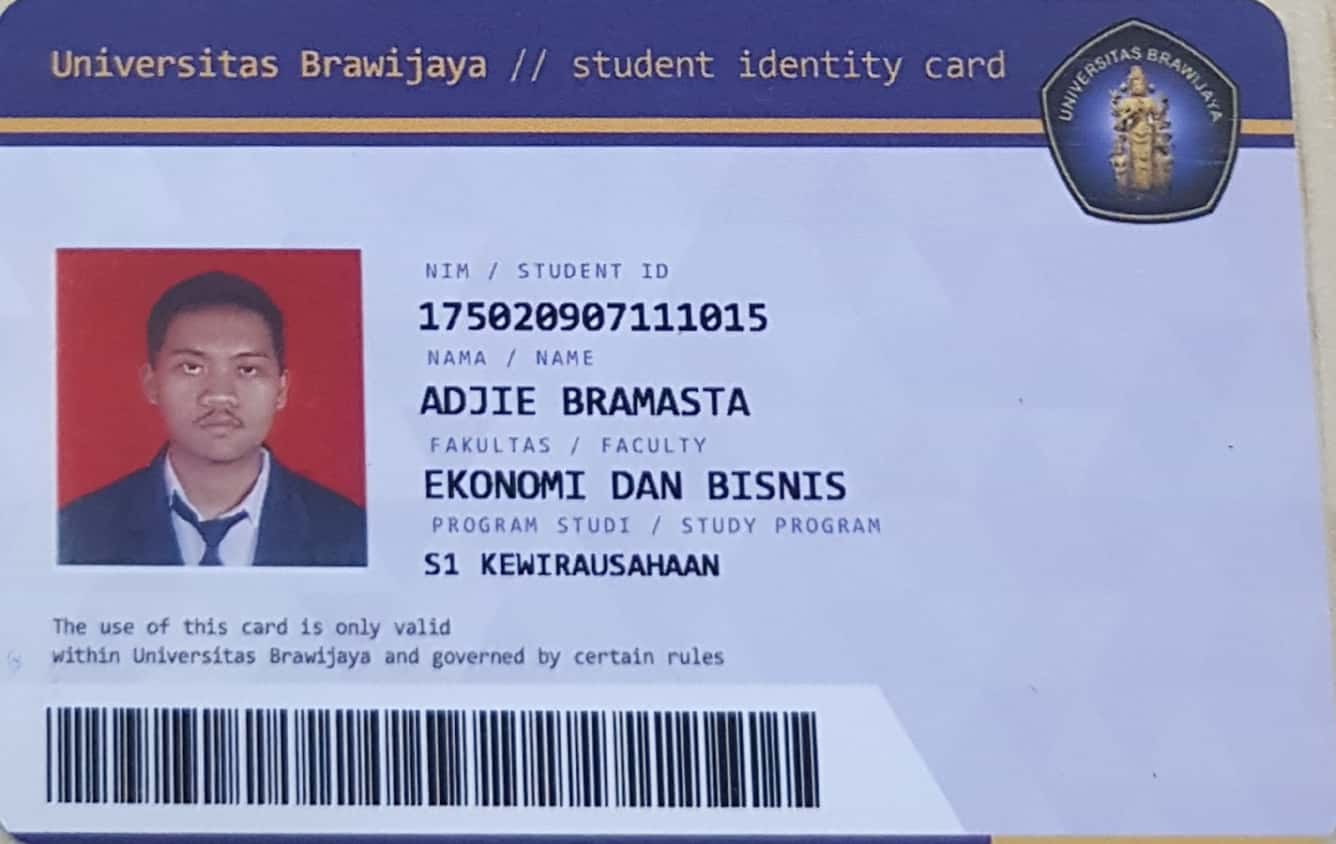 Universitas Brawijaya // student identity card
UNIVERSITAS BRAWIJAYA
NIM / STUDENT ID
175020907111015
NAMA / NAME
ADJIE BRAMASTA
FAKULTAS / FACULTY
EKONOMI DAN BISNIS
PROGRAM STUDI / STUDY PROGRAM
S1 KEWIRAUSAHAAN
The use of this card is only valid
within Universitas Brawijaya and governed by certain rules